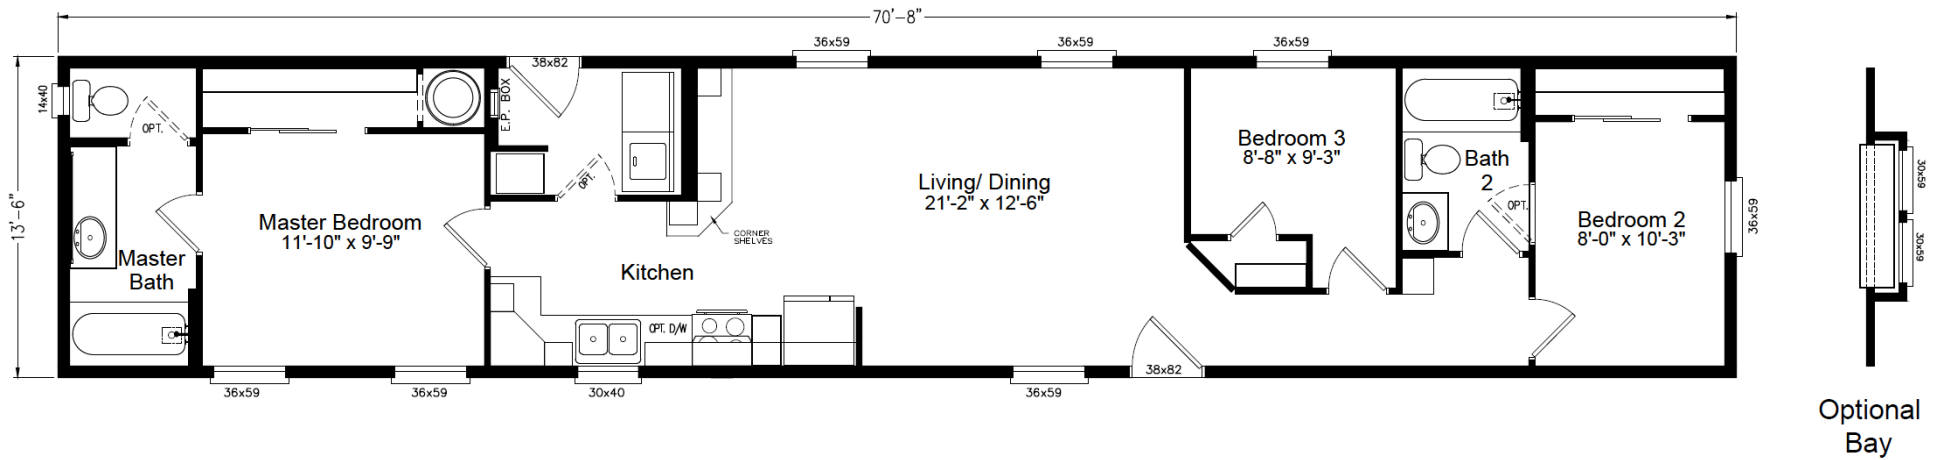 70'-8"
36x59
36x59
36x59
38x82
13'-6"
14x40
OPT.
E.P. BOX
OPT.
Master Bedroom
11'-10" x 9'-9"
Master
Bath
Kitchen
CORNER
SHELVES
OPT. D/W
Living/ Dining
21'-2" x 12'-6"
Bedroom 3
8'-8" x 9'-3"
Bath
2
OPT.
Bedroom 2
8'-0" x 10'-3"
36x59
30x59
30x59
36x59
36x59
30x40
36x59
38x82
Optional
Bay